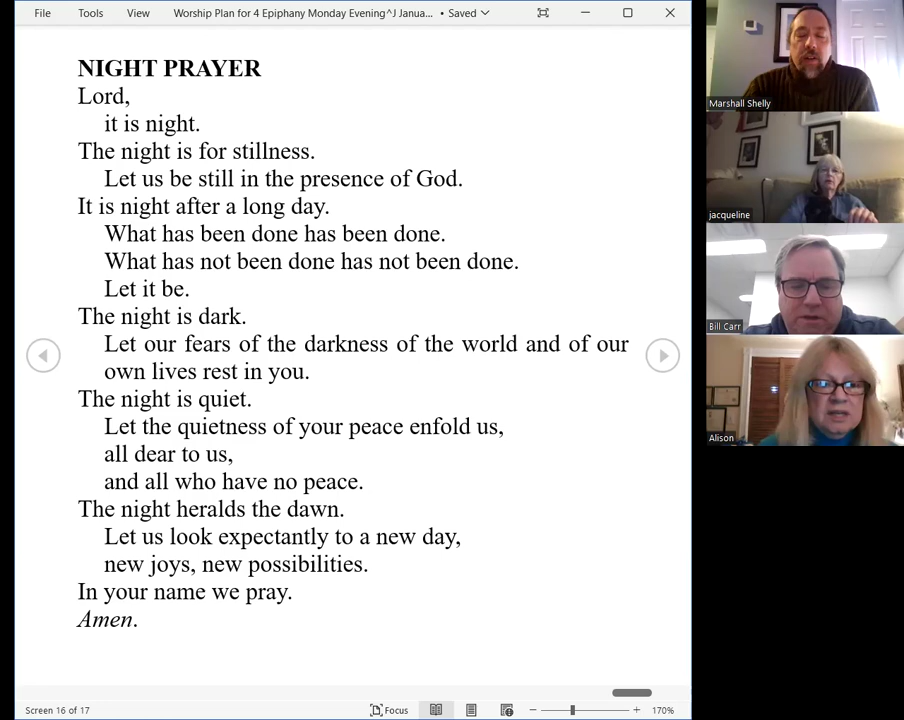 File Tools View Worship Plan for 4 Epiphany Monday Evening^J Janua... • Saved
NIGHT PRAYER
Lord,
it is night.
The night is for stillness.
Let us be still in the presence of God.
It is night after a long day.
What has been done has been done.
What has not been done has not been done.
Let it be.
The night is dark.
Let our fears of the darkness of the world and of our
own lives rest in you.
The night is quiet.
Let the quietness of your peace enfold us,
all dear to us,
and all who have no peace.
The night heralds the dawn.
Let us look expectantly to a new day,
new joys, new possibilities.
In your name we pray.
Amen.
Screen 16 of 17 Focus 170%
Marshall Shelly
jacqueline
Bill Carr
Alison